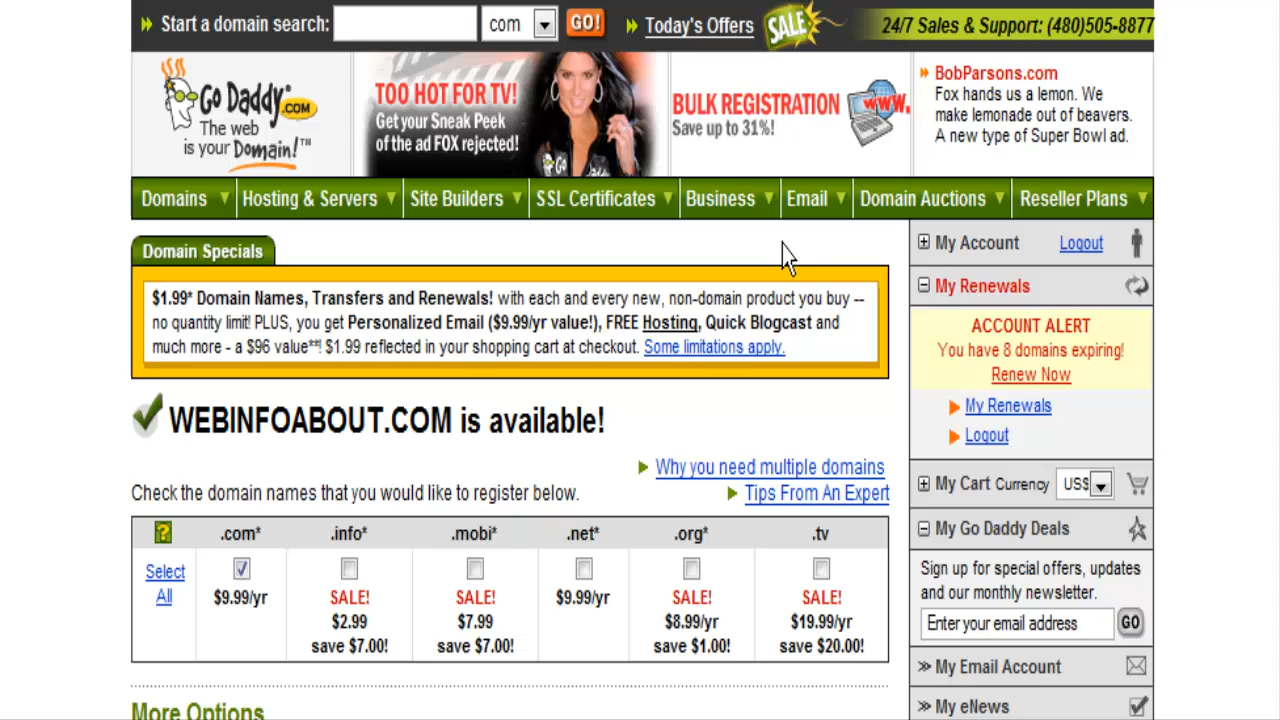 Start a domain search: com GO! Today's Offers SALE 24/7 Sales & Support: (480)505-8877
Go Daddy.COM
The web
is your Domain!™
TOO HOT FOR TV!
Get your Sneak Peek
of the ad FOX rejected!
BULK REGISTRATION
Save up to 31%!
WWW.
BobParsons.com
Fox hands us a lemon. We
make lemonade out of beavers.
A new type of Super Bowl ad.
Domains Hosting & Servers Site Builders SSL Certificates Business Email Domain Auctions Reseller Plans
Domain Specials
$1.99* Domain Names, Transfers and Renewals! with each and every new, non-domain product you buy --
no quantity limit! PLUS, you get Personalized Email ($9.99/yr value!), FREE Hosting, Quick Blogcast and
much more - a $96 value**! $1.99 reflected in your shopping cart at checkout. Some limitations apply.
WEBINFOABOUT.COM is available!
Why you need multiple domains
Check the domain names that you would like to register below.
Tips From An Expert
? .com* .info* .mobi* .net* .org* .tv
Select
All
$9.99/yr SALE! SALE! $9.99/yr SALE! SALE!
$2.99 $7.99 $8.99/yr $19.99/yr
save $7.00! save $7.00! save $1.00! save $20.00!
More Options
My Account Logout
My Renewals
ACCOUNT ALERT
You have 8 domains expiring!
Renew Now
My Renewals
Logout
My Cart Currency US$
My Go Daddy Deals
Sign up for special offers, updates
and our monthly newsletter.
Enter your email address GO
My Email Account
My eNews